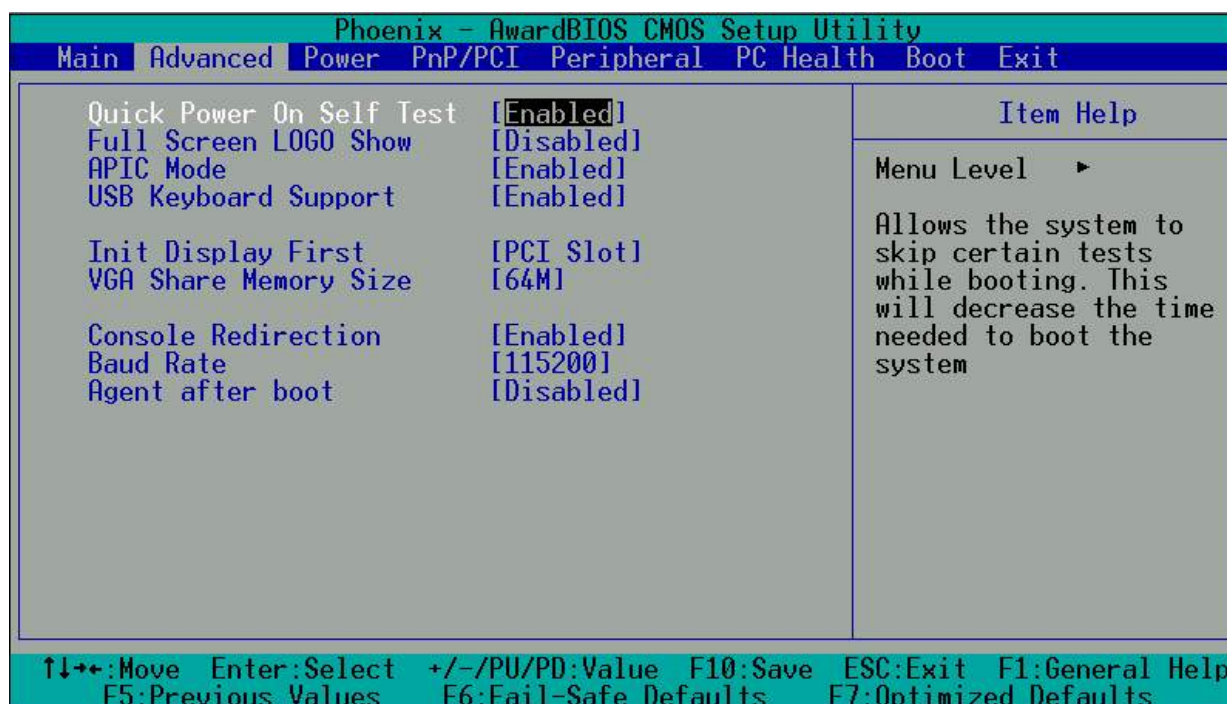 Phoenix - AwardBIOS CMOS Setup Utility
Main Advanced Power PnP/PCI Peripheral PC Health Boot Exit
Quick Power On Self Test [Enabled]
Full Screen LOGO Show [Disabled]
APIC Mode [Enabled]
USB Keyboard Support [Enabled]
Init Display First [PCI Slot]
VGA Share Memory Size [64M]
Console Redirection [Enabled]
Baud Rate [115200]
Agent after boot [Disabled]
Item Help
Menu Level ►
Allows the system to
skip certain tests
while booting. This
will decrease the time
needed to boot the
system
↑↓→←:Move Enter:Select +/-/PU/PD:Value F10:Save ESC:Exit F1:General Help
F5:Previous Values F6:Fail-Safe Defaults F7:Optimized Defaults